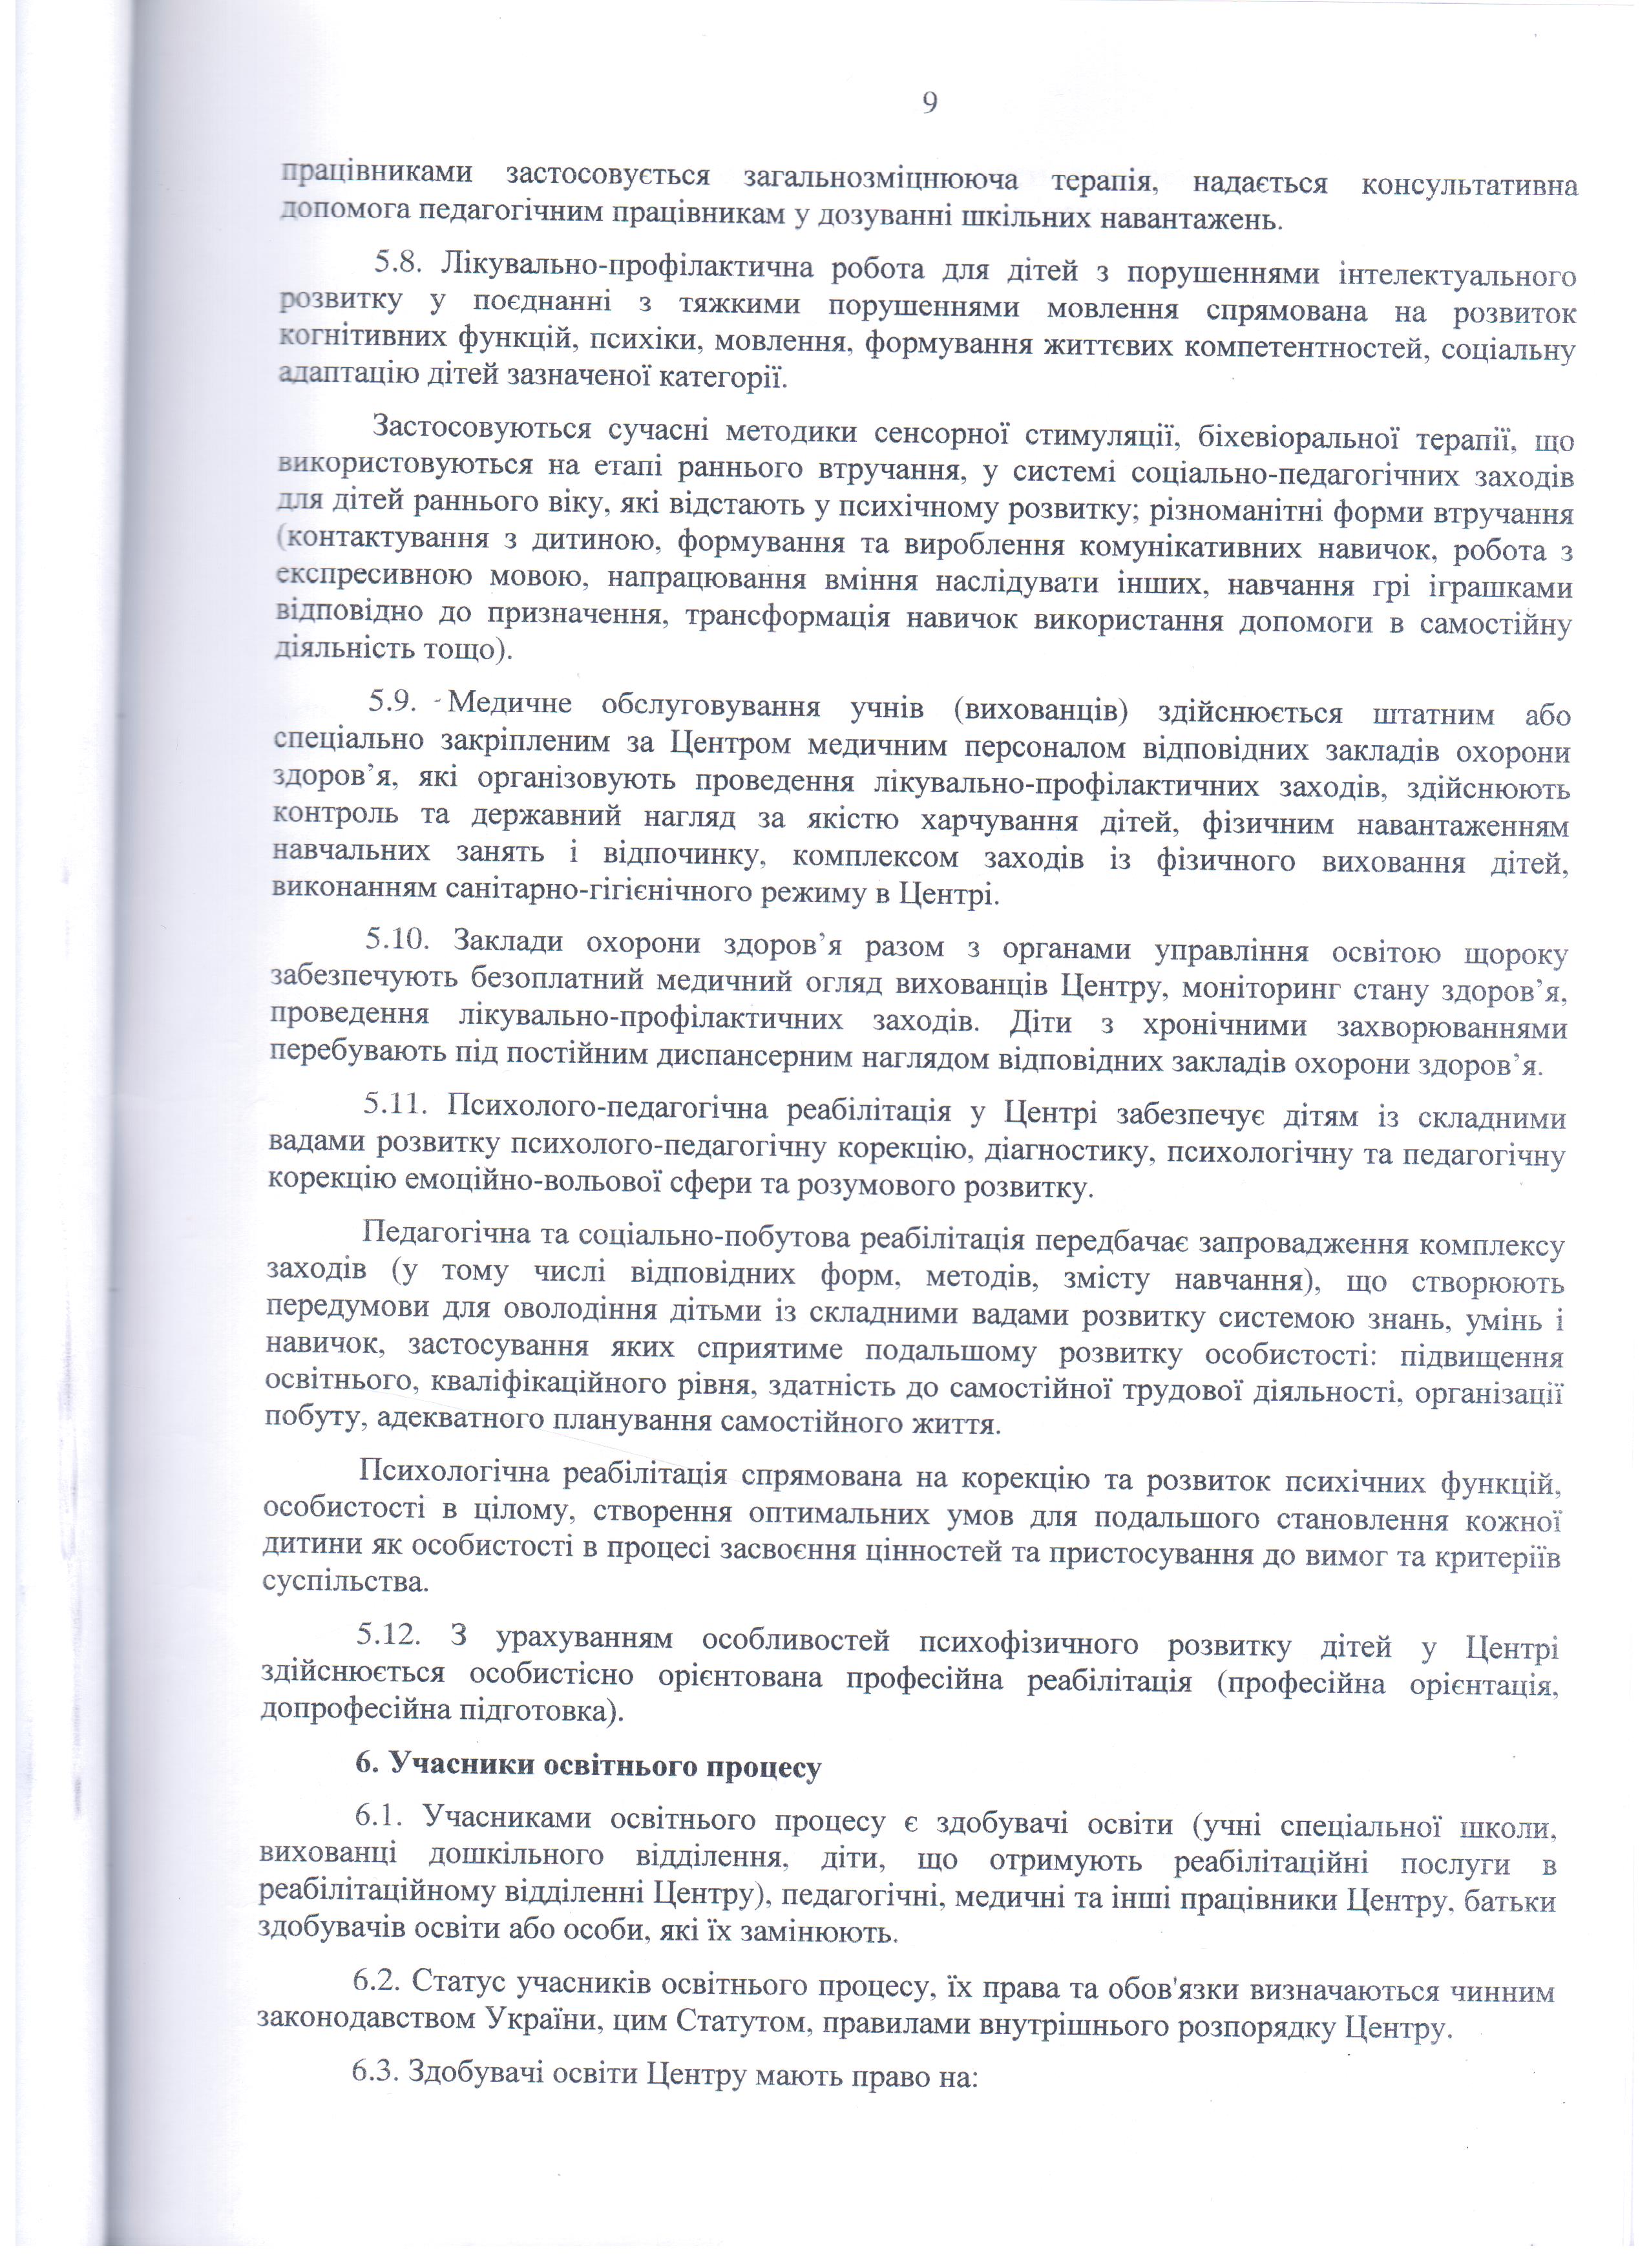 9
працівниками застосовується загальнозміцнююча терапія, надається консультативна
допомога педагогічним працівникам у дозуванні шкільних навантажень.
5.8. Лікувально-профілактична робота для дітей з порушеннями інтелектуального
розвитку у поєднанні з тяжкими порушеннями мовлення спрямована на розвиток
когнітивних функцій, психіки, мовлення, формування життєвих компетентностей, соціальну
адаптацію дітей зазначеної категорії.
Застосовуються сучасні методики сенсорної стимуляції, біхевіоральної терапії, що
використовуються на етапі раннього втручання, у системі соціально-педагогічних заходів
для дітей раннього віку, які відстають у психічному розвитку; різноманітні форми втручання
(контактування з дитиною, формування та вироблення комунікативних навичок, робота з
експресивною мовою, напрацювання вміння наслідувати інших, навчання грі іграшками
відповідно до призначення, трансформація навичок використання допомоги в самостійну
діяльність тощо).
5.9. - Медичне обслуговування учнів (вихованців) здійснюється штатним або
спеціально закріпленим за Центром медичним персоналом відповідних закладів охорони
здоров’я, які організовують проведення лікувально-профілактичних заходів, здійснюють
контроль та державний нагляд за якістю харчування дітей, фізичним навантаженням
навчальних занять і відпочинку, комплексом заходів із фізичного виховання дітей,
виконанням санітарно-гігієнічного режиму в Центрі.
5.10. Заклади охорони здоров’я разом з органами управління освітою щороку
забезпечують безоплатний медичний огляд вихованців Центру, моніторинг стану здоров’я,
проведення лікувально-профілактичних заходів. Діти з хронічними захворюваннями
перебувають під постійним диспансерним наглядом відповідних закладів охорони здоров’я.
5.11. Психолого-педагогічна реабілітація у Центрі забезпечує дітям із складними
вадами розвитку психолого-педагогічну корекцію, діагностику, психологічну та педагогічну
корекцію емоційно-вольової сфери та розумового розвитку.
Педагогічна та соціально-побутова реабілітація передбачає запровадження комплексу
заходів (у тому числі відповідних форм, методів, змісту навчання), що створюють
передумови для оволодіння дітьми із складними вадами розвитку системою знань, умінь і
навичок, застосування яких сприятиме подальшому розвитку особистості: підвищення
освітнього, кваліфікаційного рівня, здатність до самостійної трудової діяльності, організації
побуту, адекватного планування самостійного життя.
Психологічна реабілітація спрямована на корекцію та розвиток психічних функцій,
особистості в цілому, створення оптимальних умов для подальшого становлення кожної
дитини як особистості в процесі засвоєння цінностей та пристосування до вимог та критеріїв
суспільства.
5.12. З урахуванням особливостей психофізичного розвитку дітей у Центрі
здійснюється особистісно орієнтована професійна реабілітація (професійна орієнтація,
допрофесійна підготовка).
6. Учасники освітнього процесу
6.1. Учасниками освітнього процесу є здобувачі освіти (учні спеціальної школи,
вихованці дошкільного відділення, діти, що отримують реабілітаційні послуги в
реабілітаційному відділенні Центру), педагогічні, медичні та інші працівники Центру, батьки
здобувачів освіти або особи, які їх замінюють.
6.2. Статус учасників освітнього процесу, їх права та обов'язки визначаються чинним
законодавством України, цим Статутом, правилами внутрішнього розпорядку Центру.
6.3. Здобувачі освіти Центру мають право на: